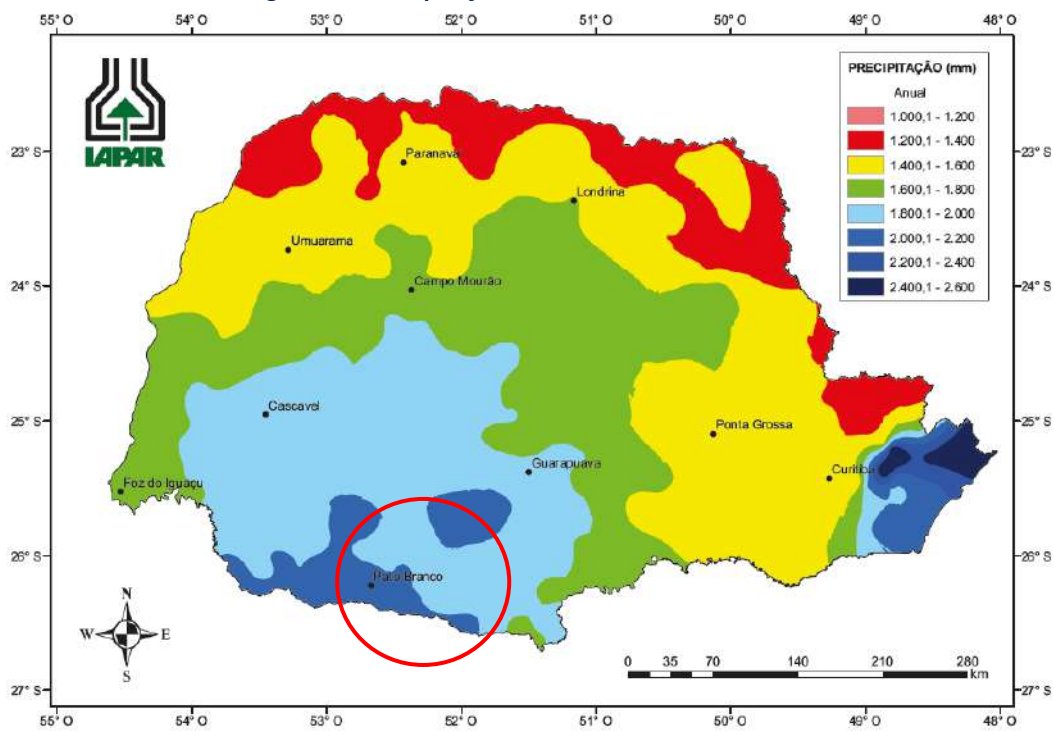 55° O
54° O
53° O
52° O
51° O
50° O
49° O
48° O
IAPAR
PRECIPITAÇÃO (mm)
Anual
1.000,1 - 1.200
1.200,1 - 1.400
1.400,1 - 1.600
1.600,1 - 1.800
1.800,1 - 2.000
2.000,1 - 2.200
2.200,1 - 2.400
2.400,1 - 2.600
23° S
23° S
Paranavaí
Londrina
Umuarama
24° S
Campo Mourão
24° S
Cascavel
25° S
Ponta Grossa
25° S
Guarapuava
Curitiba
Foz do Iguaçu
26° S
26° S
Pato Branco
N
W
E
S
0 35 70 140 210 280
km
27° S
27° S
55° O
54° O
53° O
52° O
51° O
50° O
49° O
48° O